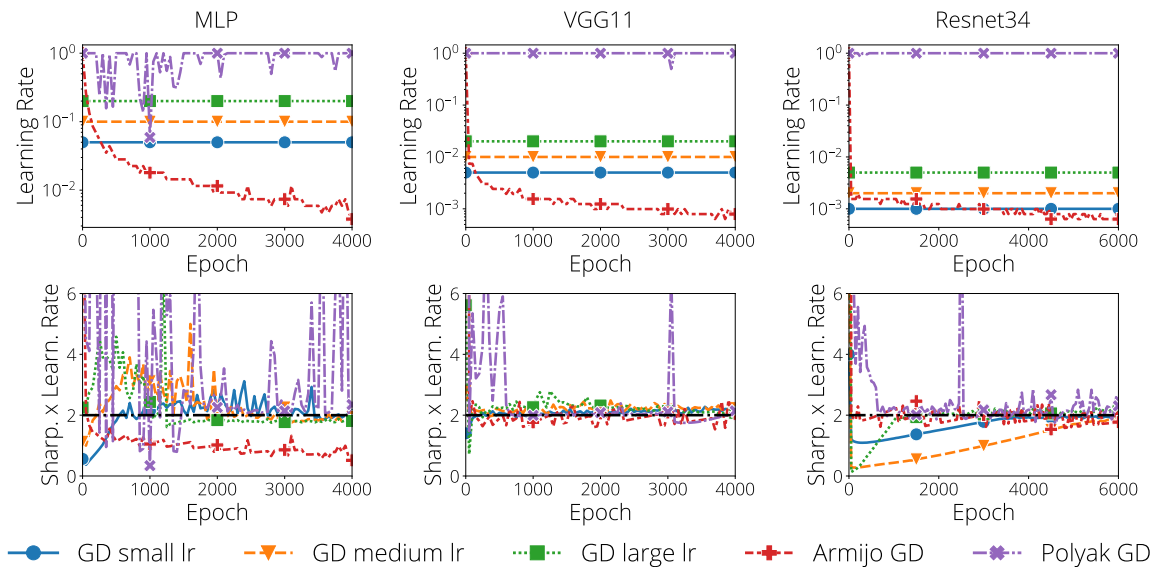 MLP VGG11 Resnet34
Learning Rate Learning Rate Learning Rate
10⁰ 10⁰ 10⁰
10⁻¹ 10⁻¹ 10⁻¹
10⁻² 10⁻² 10⁻²
10⁻³ 10⁻³
0 1000 2000 3000 4000 0 1000 2000 3000 4000 0 2000 4000 6000
Epoch Epoch Epoch
Sharp. x Learn. Rate Sharp. x Learn. Rate Sharp. x Learn. Rate
6 6 6
4 4 4
2 2 2
0 0 0
0 1000 2000 3000 4000 0 1000 2000 3000 4000 0 2000 4000 6000
Epoch Epoch Epoch
GD small lr GD medium lr GD large lr Armijo GD Polyak GD